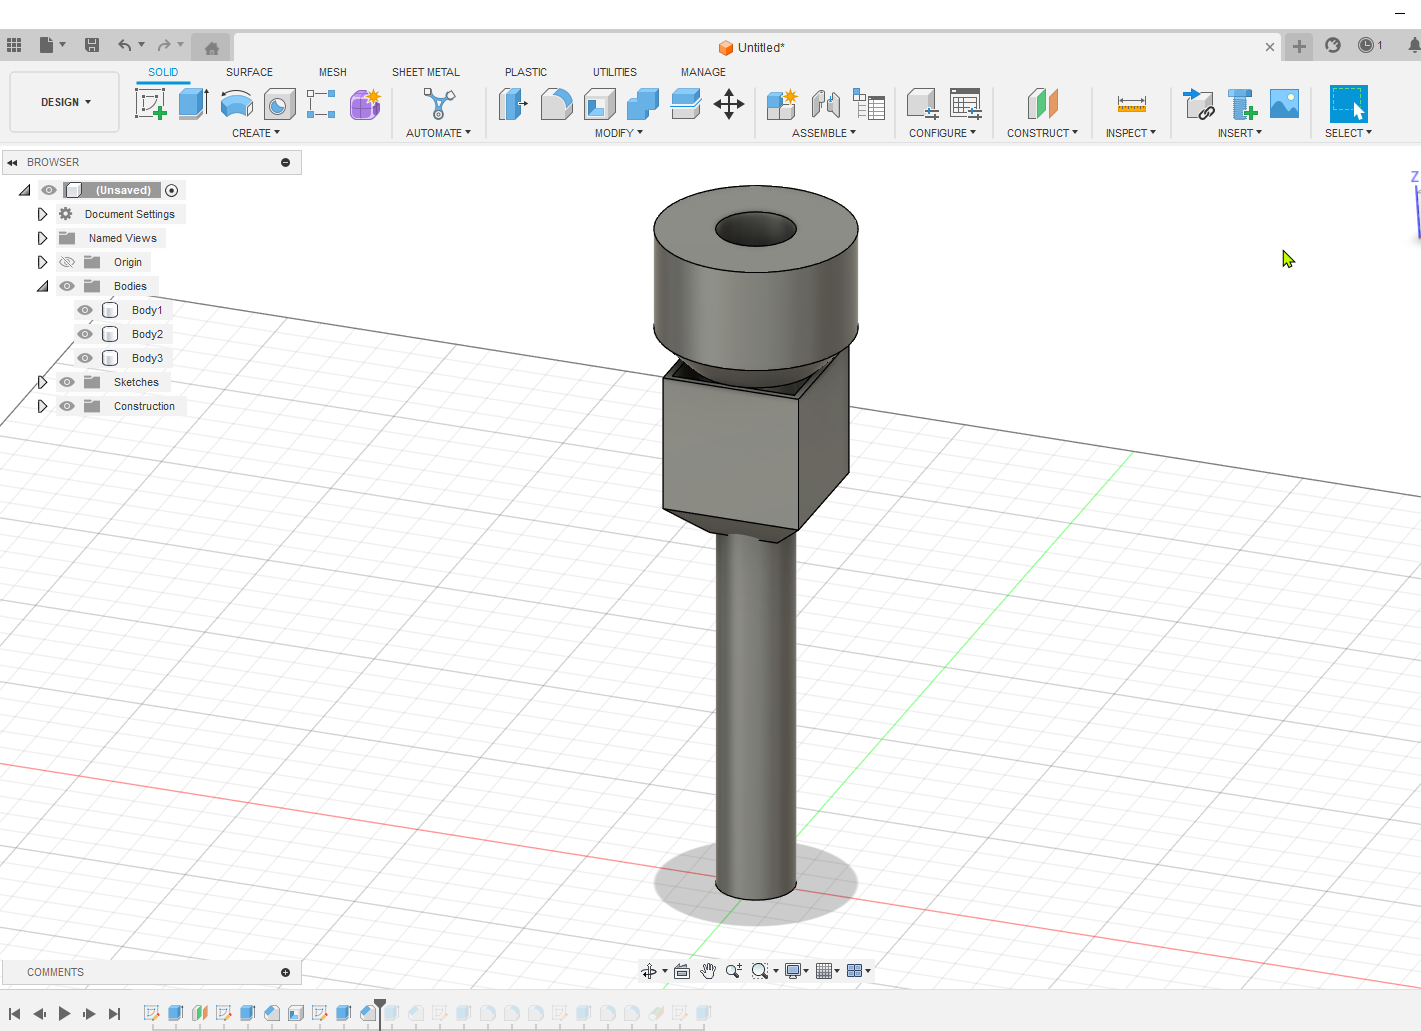 Untitled*
1
SOLID SURFACE MESH SHEET METAL PLASTIC UTILITIES MANAGE
DESIGN
CREATE AUTOMATE MODIFY ASSEMBLE CONFIGURE CONSTRUCT INSPECT INSERT SELECT
BROWSER
Z
(Unsaved)
Document Settings
Named Views
Origin
Bodies
Body1
Body2
Body3
Sketches
Construction
COMMENTS